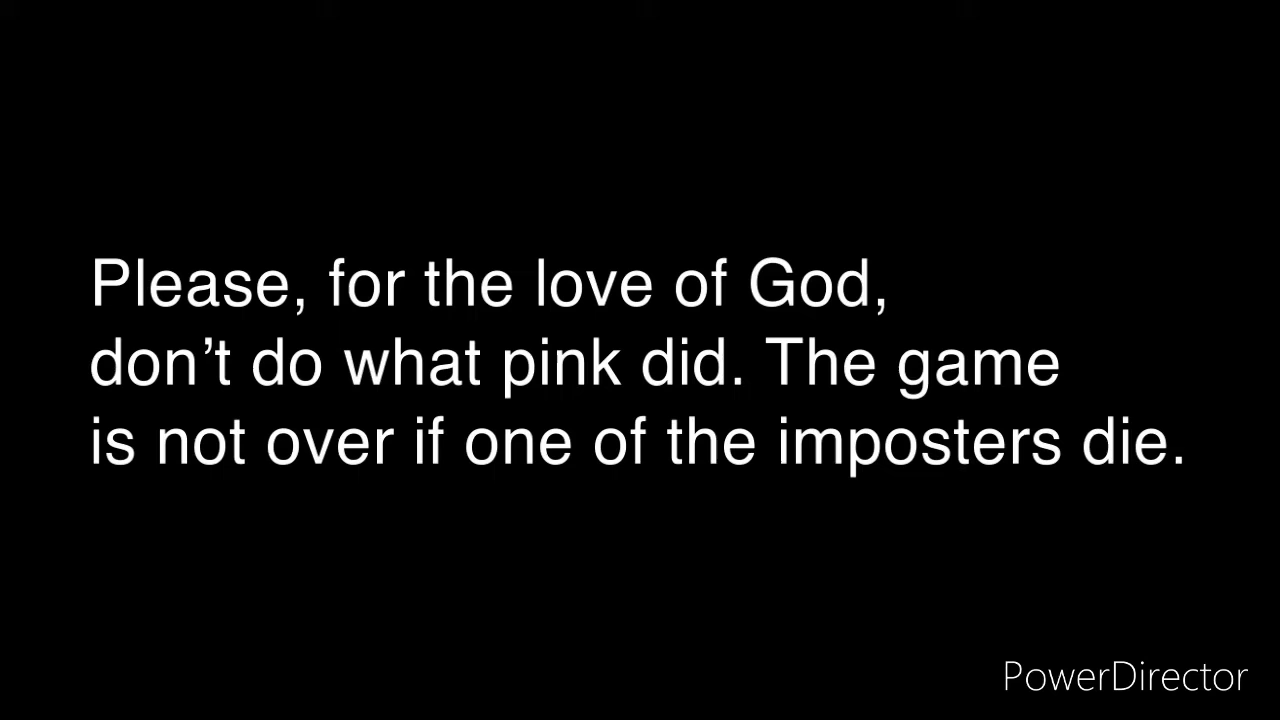 Please, for the love of God,
don’t do what pink did. The game
is not over if one of the imposters die.
PowerDirector